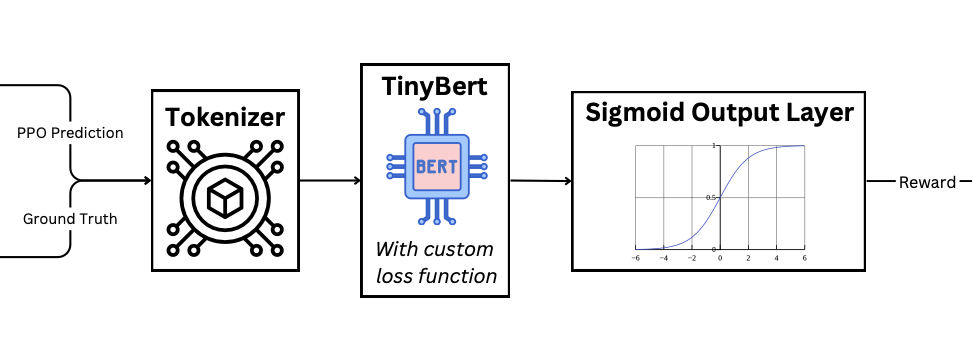 PPO Prediction
Ground Truth
Tokenizer
TinyBert
BERT
With custom
loss function
Sigmoid Output Layer
1
0.5
0
−6 −4 −2 0 2 4 6
Reward